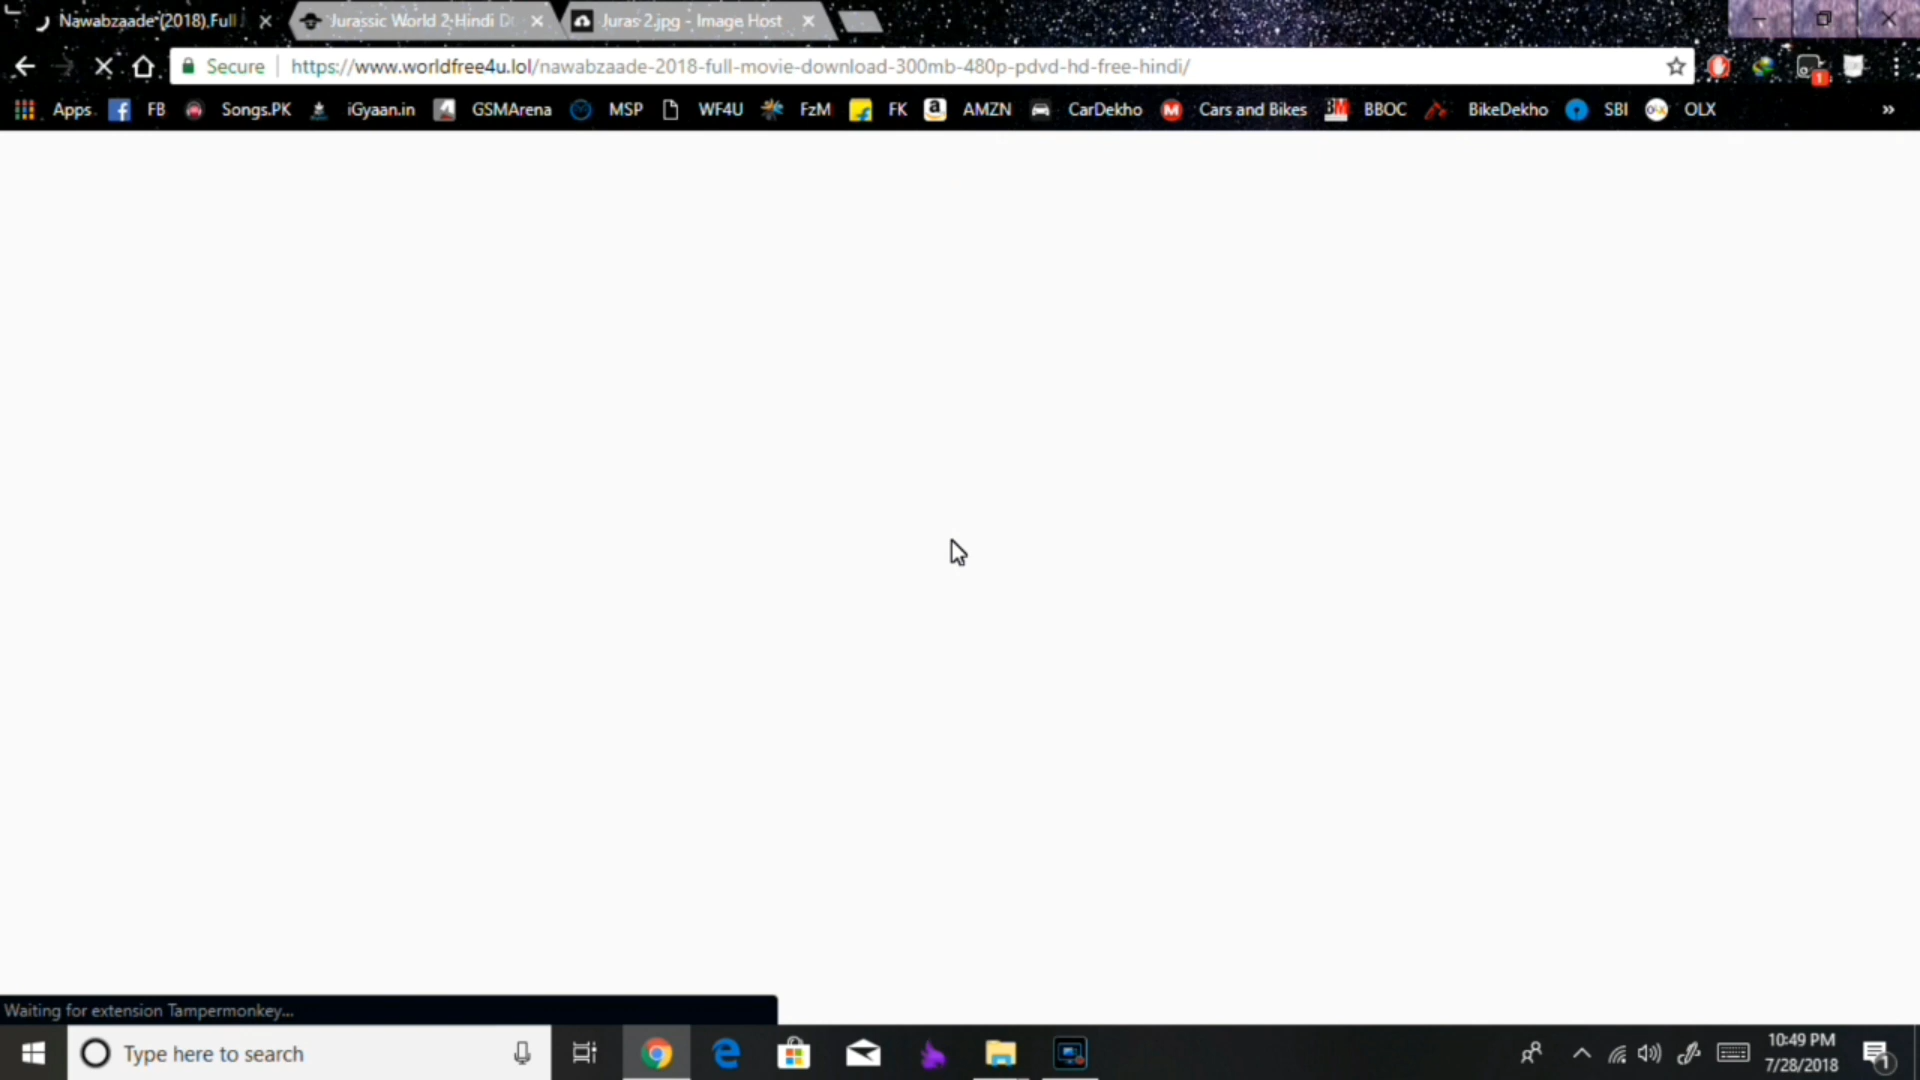 Nawabzaade (2018) Full
Jurassic World 2 Hindi D
Juras 2.jpg - Image Host
Secure
https://www.worldfree4u.lol/nawabzaade-2018-full-movie-download-300mb-480p-pdvd-hd-free-hindi/
1
Apps FB Songs.PK iGyaan.in GSMArena MSP WF4U FzM FK a AMZN CarDekho M Cars and Bikes BBOC BikeDekho SBI OLX »
Waiting for extension Tampermonkey...
Type here to search
10:49 PM
7/28/2018
1